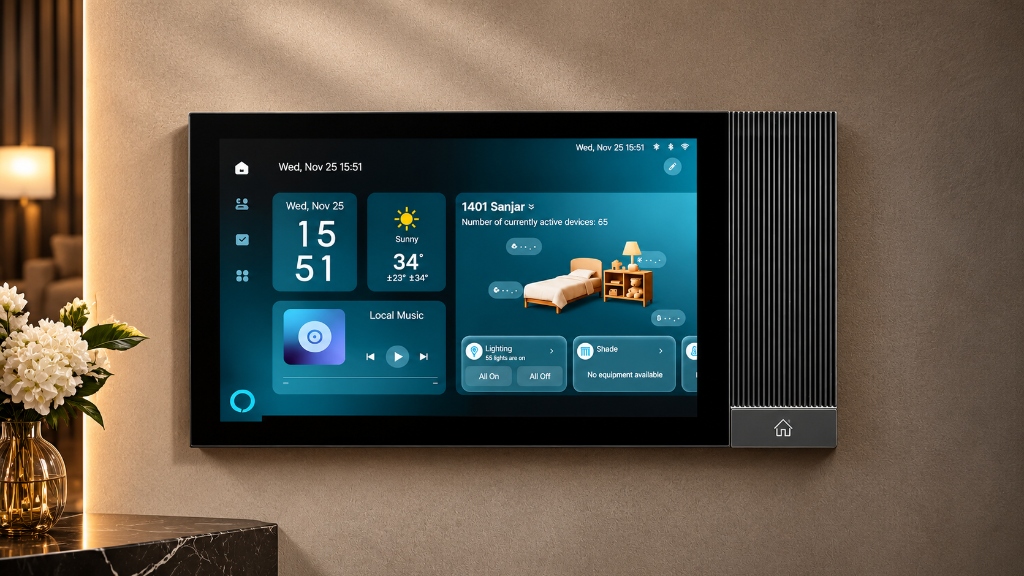 Wed, Nov 25 15:51
Wed, Nov 25 15:51
Wed, Nov 25
15
51
Sunny
34°
±23° ±34°
Local Music
1401 Sanjar
Number of currently active devices: 65
Lighting
55 lights are on
All On
All Off
Shade
No equipment available